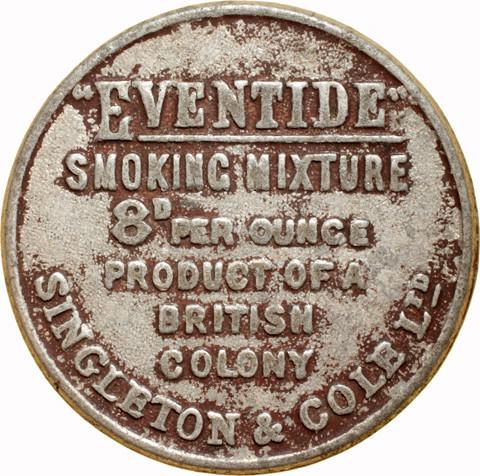 "EVENTIDE"
SMOKING MIXTURE
8D PER OUNCE
PRODUCT OF A
BRITISH
COLONY
SINGLETON & COLE LTD